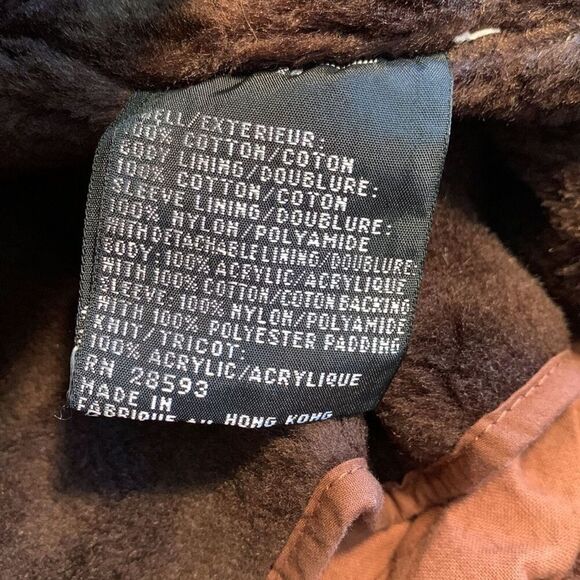 SHELL/EXTERIEUR:
100% COTTON/COTON
BODY LINING/DOUBLURE:
100% COTTON/COTON
SLEEVE LINING/DOUBLURE:
100% NYLON/POLYAMIDE
WITH DETACHABLE LINING/DOUBLURE:
BODY 100% ACRYLIC/ACRYLIQUE
WITH 100% COTTON/COTON BACKING
SLEEVE: 100% NYLON/POLYAMIDE
WITH 100% POLYESTER PADDING
KNIT/TRICOT:
100% ACRYLIC/ACRYLIQUE
RN 28593
MADE IN
FABRIQUE AU HONG KONG